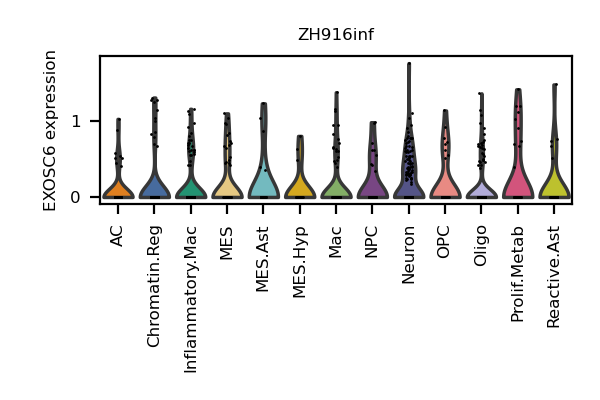 ZH916inf
EXOSC6 expression
1
0
AC
Chromatin.Reg
Inflammatory.Mac
MES
MES.Ast
MES.Hyp
Mac
NPC
Neuron
OPC
Oligo
Prolif.Metab
Reactive.Ast